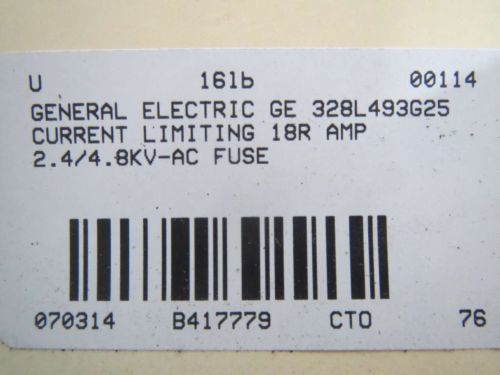 U 16lb 00114
GENERAL ELECTRIC GE 328L493G25
CURRENT LIMITING 18R AMP
2.4/4.8KV-AC FUSE
070314 B417779 CTO 76